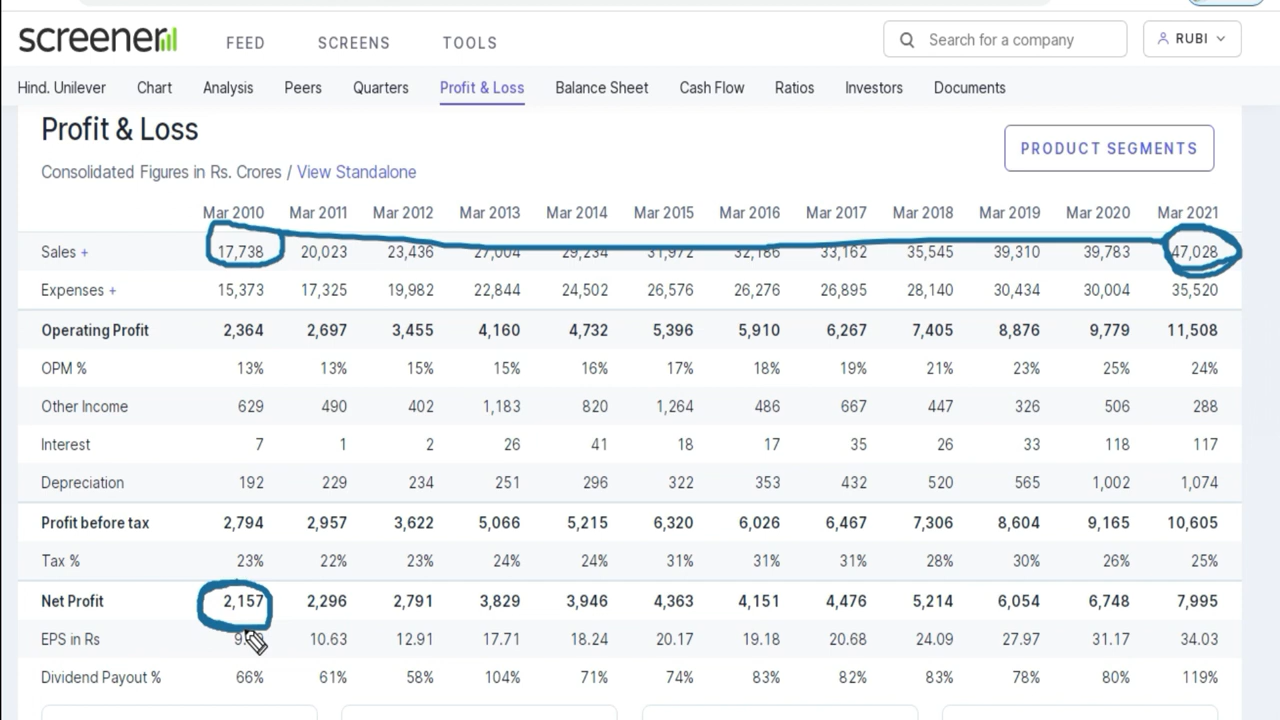 screener
FEED SCREENS TOOLS Search for a company RUBI
Hind. Unilever Chart Analysis Peers Quarters Profit & Loss Balance Sheet Cash Flow Ratios Investors Documents
Profit & Loss
PRODUCT SEGMENTS
Consolidated Figures in Rs. Crores / View Standalone
Mar 2010 Mar 2011 Mar 2012 Mar 2013 Mar 2014 Mar 2015 Mar 2016 Mar 2017 Mar 2018 Mar 2019 Mar 2020 Mar 2021
Sales + 17,738 20,023 23,436 27,004 29,234 31,972 32,186 33,162 35,545 39,310 39,783 47,028
Expenses + 15,373 17,325 19,982 22,844 24,502 26,576 26,276 26,895 28,140 30,434 30,004 35,520
Operating Profit 2,364 2,697 3,455 4,160 4,732 5,396 5,910 6,267 7,405 8,876 9,779 11,508
OPM % 13% 13% 15% 15% 16% 17% 18% 19% 21% 23% 25% 24%
Other Income 629 490 402 1,183 820 1,264 486 667 447 326 506 288
Interest 7 1 2 26 41 18 17 35 26 33 118 117
Depreciation 192 229 234 251 296 322 353 432 520 565 1,002 1,074
Profit before tax 2,794 2,957 3,622 5,066 5,215 6,320 6,026 6,467 7,306 8,604 9,165 10,605
Tax % 23% 22% 23% 24% 24% 31% 31% 31% 28% 30% 26% 25%
Net Profit 2,157 2,296 2,791 3,829 3,946 4,363 4,151 4,476 5,214 6,054 6,748 7,995
EPS in Rs 10.63 12.91 17.71 18.24 20.17 19.18 20.68 24.09 27.97 31.17 34.03
Dividend Payout % 66% 61% 58% 104% 71% 74% 83% 82% 83% 78% 80% 119%